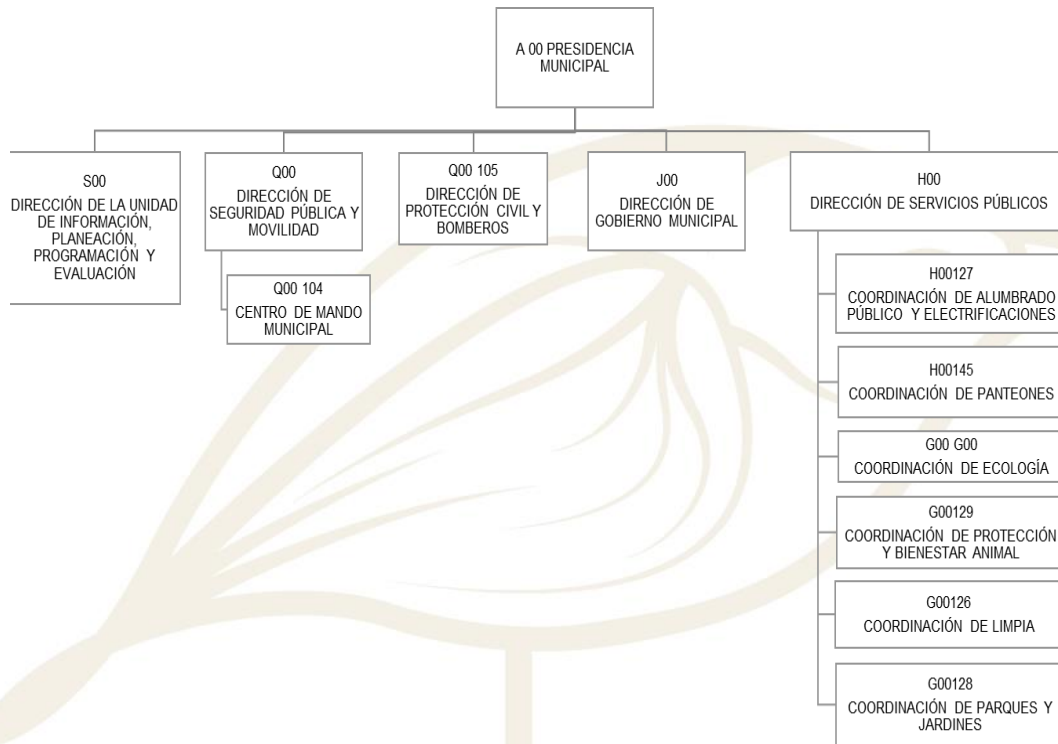 A 00 PRESIDENCIA
MUNICIPAL
S00
DIRECCIÓN DE LA UNIDAD
DE INFORMACIÓN,
PLANEACIÓN,
PROGRAMACIÓN Y
EVALUACIÓN
Q00
DIRECCIÓN DE
SEGURIDAD PÚBLICA Y
MOVILIDAD
Q00 104
CENTRO DE MANDO
MUNICIPAL
Q00 105
DIRECCIÓN DE
PROTECCIÓN CIVIL Y
BOMBEROS
J00
DIRECCIÓN DE
GOBIERNO MUNICIPAL
H00
DIRECCIÓN DE SERVICIOS PÚBLICOS
H00127
COORDINACIÓN DE ALUMBRADO
PÚBLICO Y ELECTRIFICACIONES
H00145
COORDINACIÓN DE PANTEONES
G00 G00
COORDINACIÓN DE ECOLOGÍA
G00129
COORDINACIÓN DE PROTECCIÓN
Y BIENESTAR ANIMAL
G00126
COORDINACIÓN DE LIMPIA
G00128
COORDINACIÓN DE PARQUES Y
JARDINES